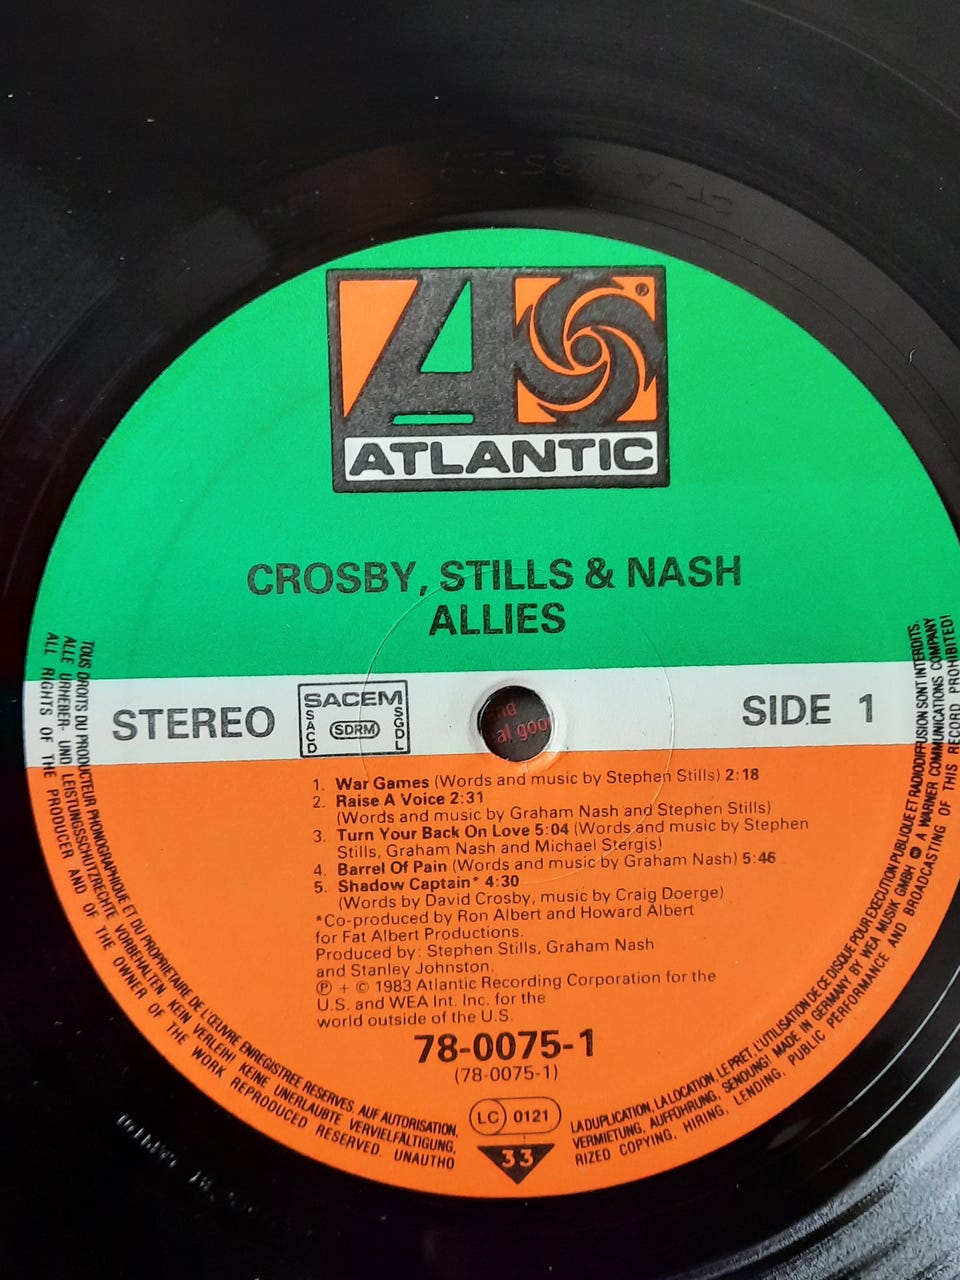 ®
ATLANTIC
CROSBY, STILLS & NASH
ALLIES
STEREO
SACEM
SACD
SDRM
SGDL
SIDE 1
1. War Games (Words and music by Stephen Stills) 2:18
2. Raise A Voice 2:31
(Words and music by Graham Nash and Stephen Stills)
3. Turn Your Back On Love 5:04 (Words and music by Stephen
Stills, Graham Nash and Michael Stergis)
4. Barrel Of Pain (Words and music by Graham Nash) 5:46
5. Shadow Captain* 4:30
(Words by David Crosby, music by Craig Doerge)
*Co-produced by Ron Albert and Howard Albert
for Fat Albert Productions.
Produced by: Stephen Stills, Graham Nash
and Stanley Johnston.
℗ + © 1983 Atlantic Recording Corporation for the
U.S. and WEA Int. Inc. for the
world outside of the U.S.
78-0075-1
(78-0075-1)
LC 0121
33
TOUS DROITS DU PRODUCTEUR PHONOGRAPHIQUE ET DU PROPRIETAIRE DE L'ŒUVRE ENREGISTREE RESERVES. AUF AUTORISATION,
ALLE URHEBER- UND LEISTUNGSSCHUTZRECHTE VORBEHALTEN. KEIN VERLEIH! KEINE UNERLAUBTE VERVIELFÄLTIGUNG,
ALL RIGHTS OF THE PRODUCER AND OF THE OWNER OF THE WORK REPRODUCED RESERVED. UNAUTHO
LA DUPLICATION, LA LOCATION, LE PRET, L'UTILISATION DE CE DISQUE POUR EXECUTION PUBLIQUE ET RADIODIFFUSION SONT INTERDITS.
VERMIETUNG, AUFFÜHRUNG, SENDUNG! MADE IN GERMANY BY WEA MUSIK GMBH A WARNER COMMUNICATIONS COMPANY
RIZED COPYING, HIRING, LENDING, PUBLIC PERFORMANCE AND BROADCASTING OF THIS RECORD PROHIBITED!